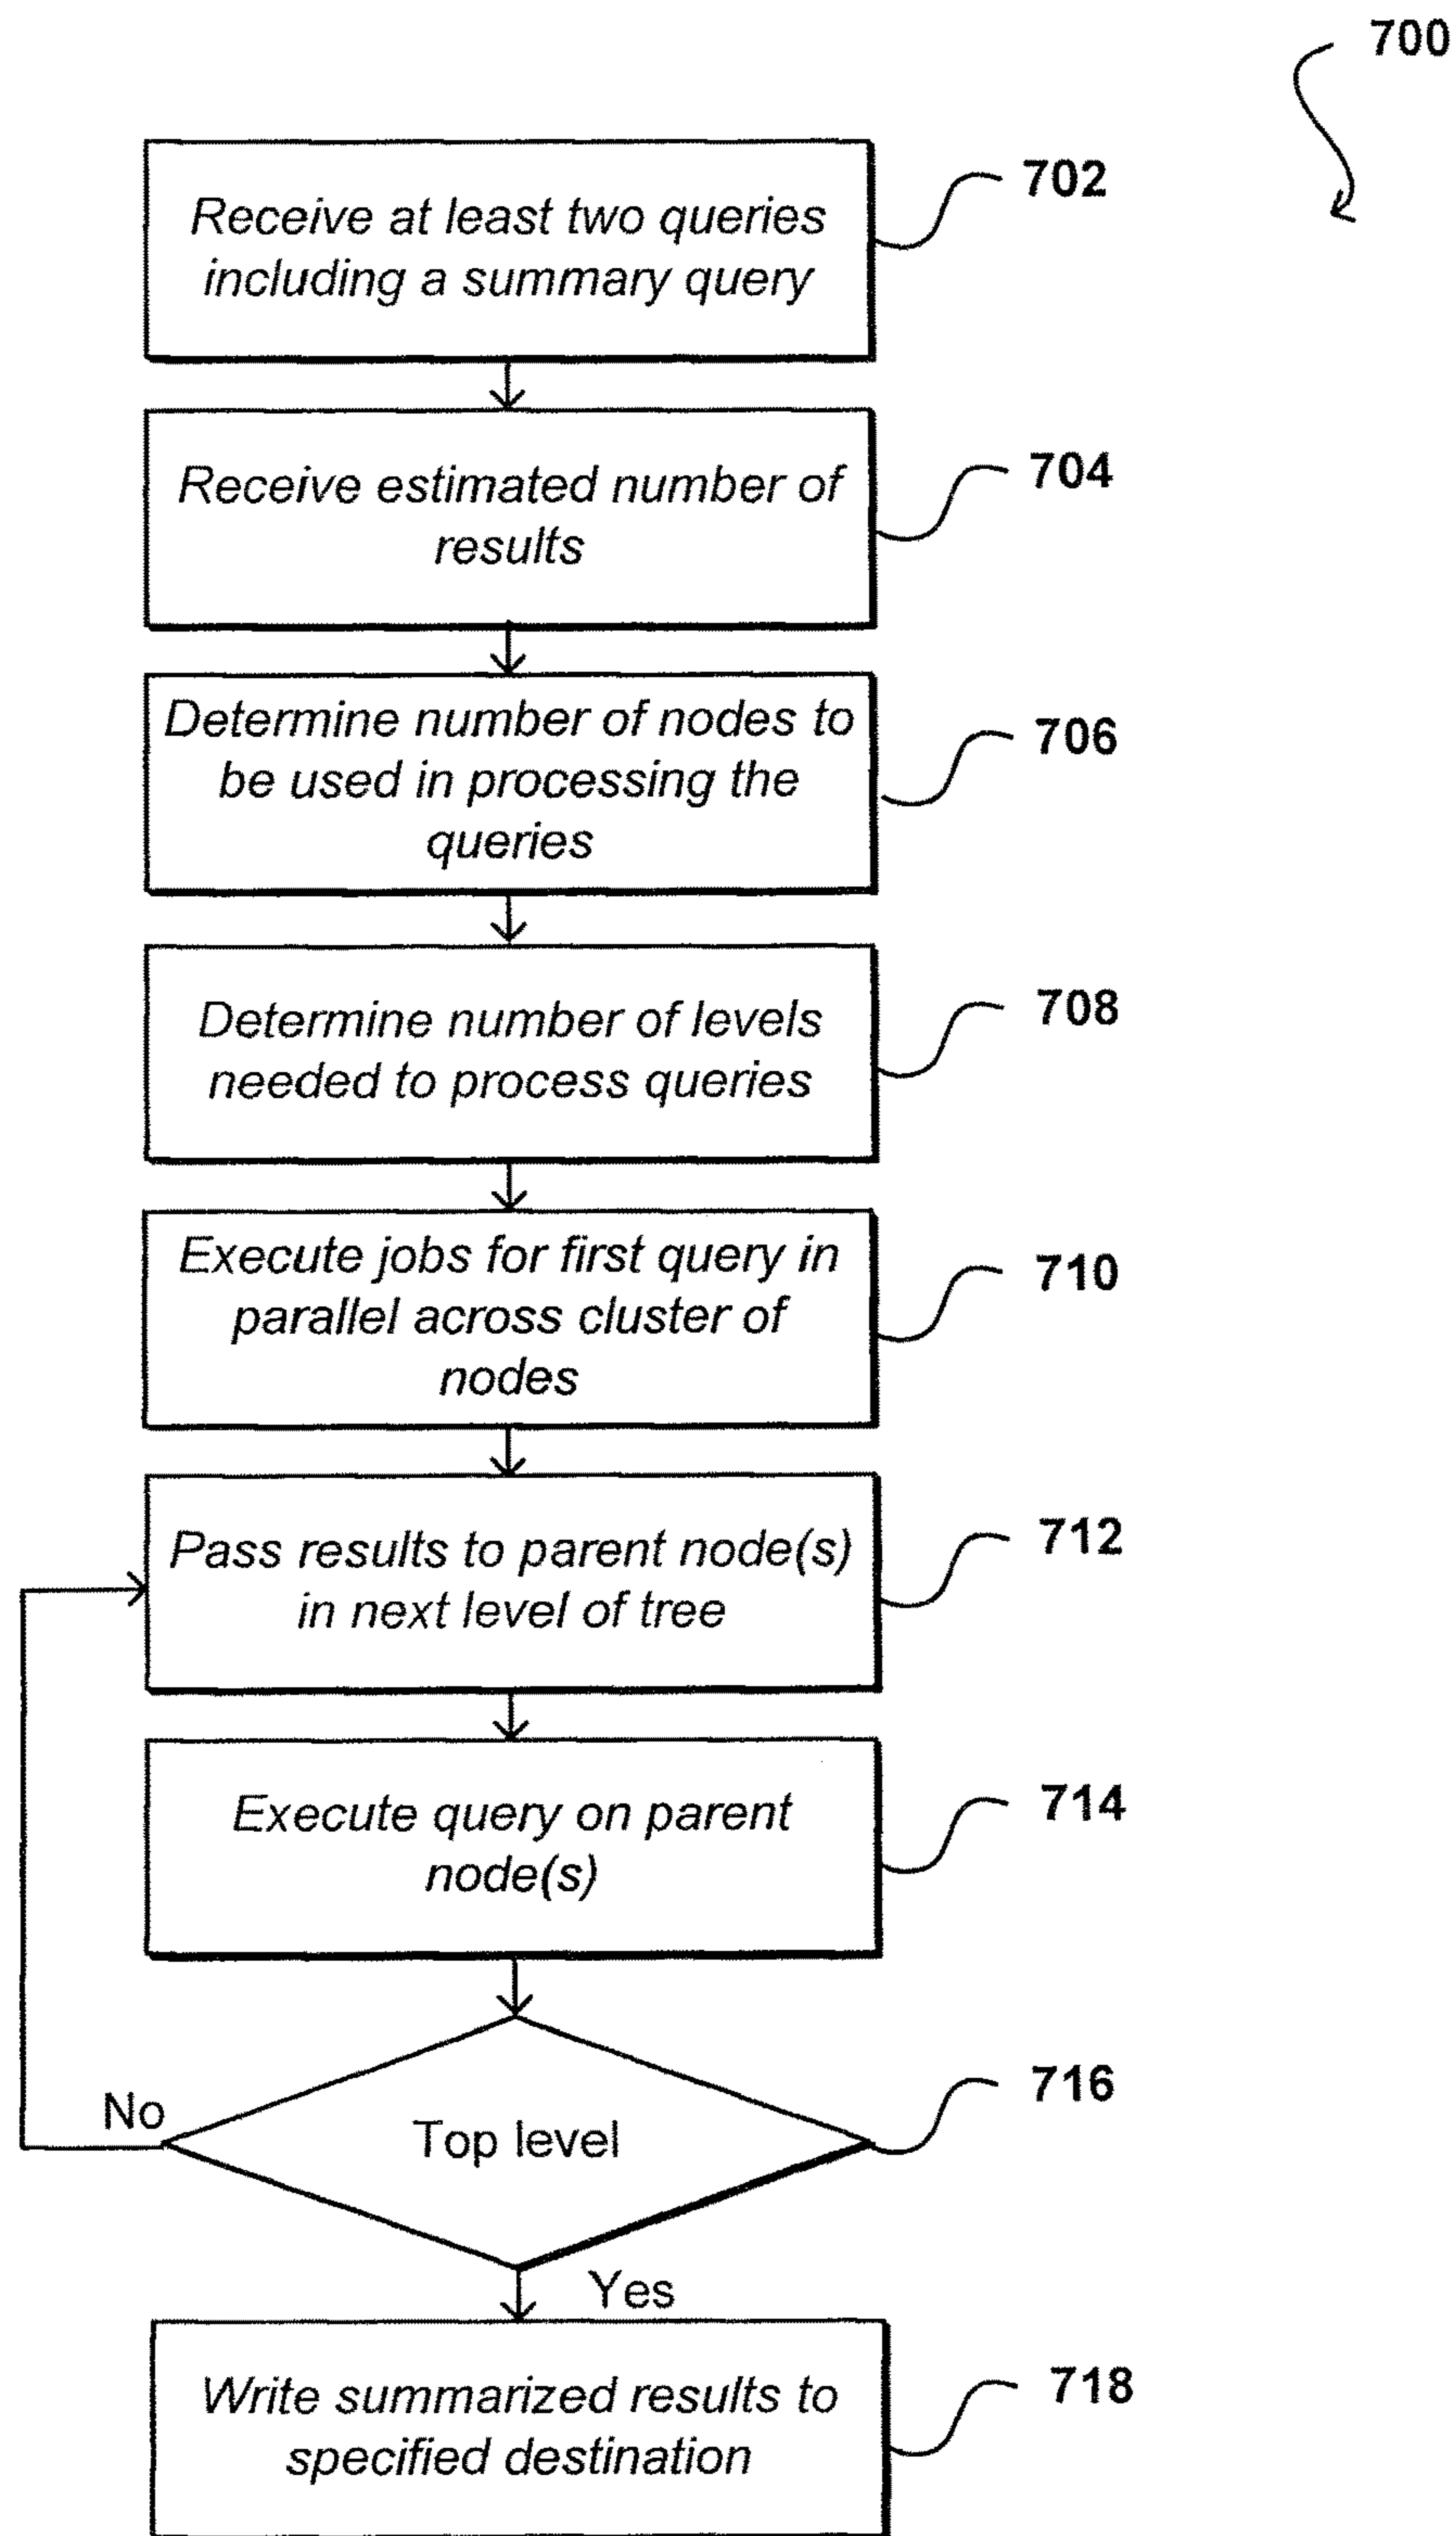 700
Receive at least two queries
including a summary query
702
Receive estimated number of
results
704
Determine number of nodes to
be used in processing the
queries
706
Determine number of levels
needed to process queries
708
Execute jobs for first query in
parallel across cluster of
nodes
710
Pass results to parent node(s)
in next level of tree
712
Execute query on parent
node(s)
714
Top level
716
No
Yes
Write summarized results to
specified destination
718